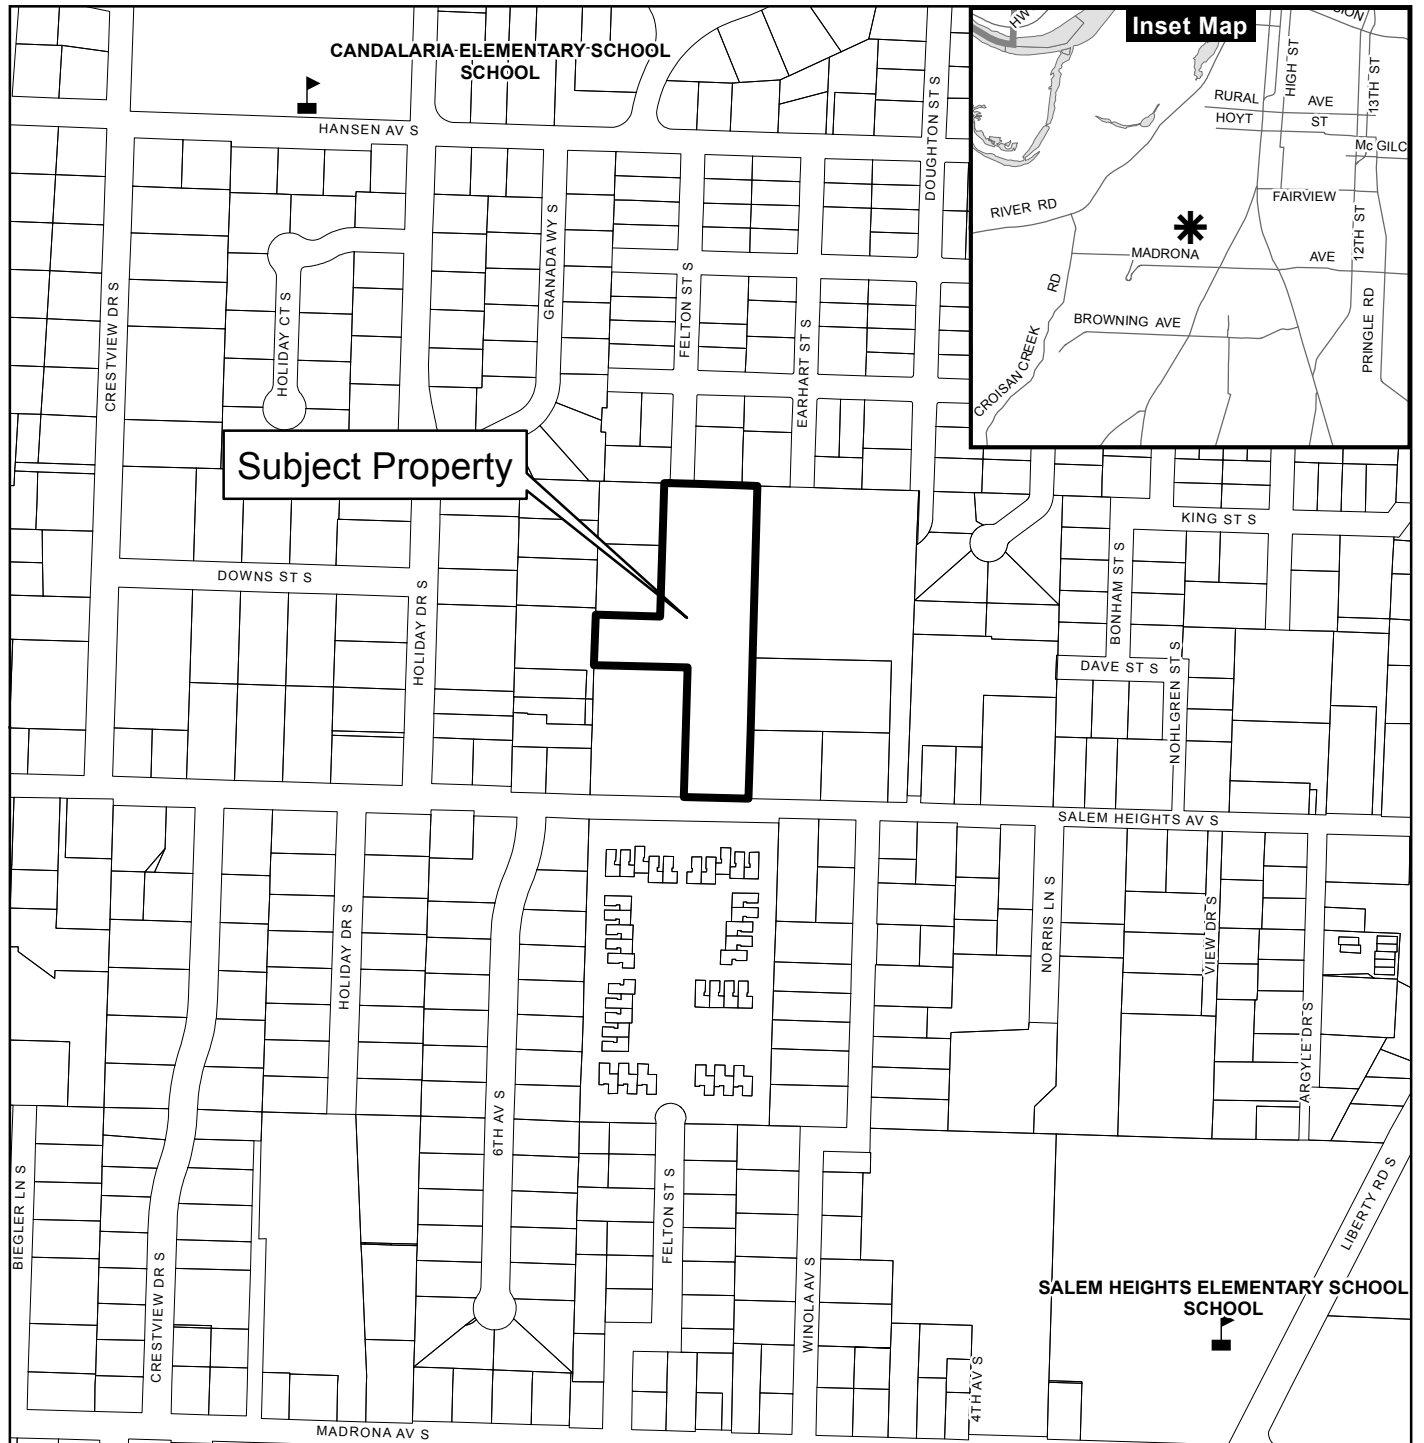 CANDALARIA ELEMENTARY SCHOOL
SCHOOL
HANSEN AV S
DOUGHTON ST S
GRANADA WY S
CRESTVIEW DR S
HOLIDAY CT S
FELTON ST S
EARHART ST S
Subject Property
Inset Map
HW
SION
HIGH ST
13TH ST
RURAL AVE
HOYT ST
Mc GILC
FAIRVIEW
RIVER RD
12TH ST
MADRONA AVE
CROISAN CREEK RD
BROWNING AVE
PRINGLE RD
KING ST S
DOWNS ST S
HOLIDAY DR S
BONHAM ST S
DAVE ST S
NOHLGREN ST S
SALEM HEIGHTS AV S
HOLIDAY DR S
NORRIS LN S
VIEW DR S
ARGYLE DR S
6TH AV S
BIEGLER LN S
CRESTVIEW DR S
FELTON ST S
WINOLA AV S
LIBERTY RD S
SALEM HEIGHTS ELEMENTARY SCHOOL
SCHOOL
4TH AV S
MADRONA AV S